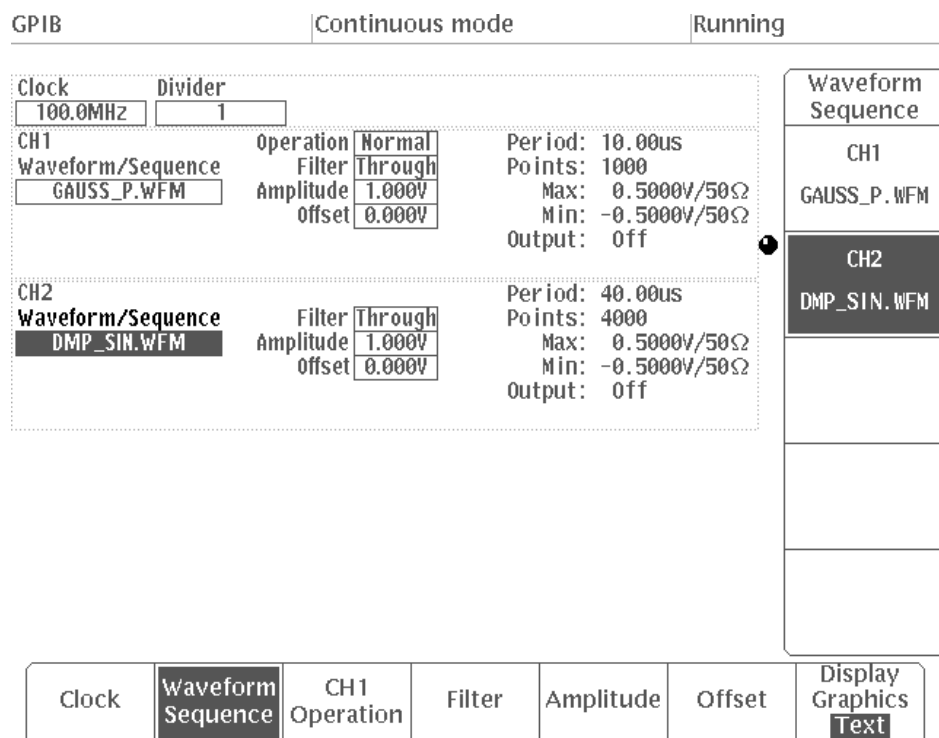 GPIB Continuous mode Running
Clock Divider
100.0MHz 1
CH1 Operation Normal Period: 10.00us
Waveform/Sequence Filter Through Points: 1000
GAUSS_P.WFM Amplitude 1.000V Max: 0.5000V/50Ω
Offset 0.000V Min: -0.5000V/50Ω
Output: Off
CH2 Period: 40.00us
Waveform/Sequence Filter Through Points: 4000
DMP_SIN.WFM Amplitude 1.000V Max: 0.5000V/50Ω
Offset 0.000V Min: -0.5000V/50Ω
Output: Off
Waveform
Sequence
CH1
GAUSS_P.WFM
CH2
DMP_SIN.WFM
Clock
Waveform
Sequence
CH1
Operation
Filter
Amplitude
Offset
Display
Graphics
Text